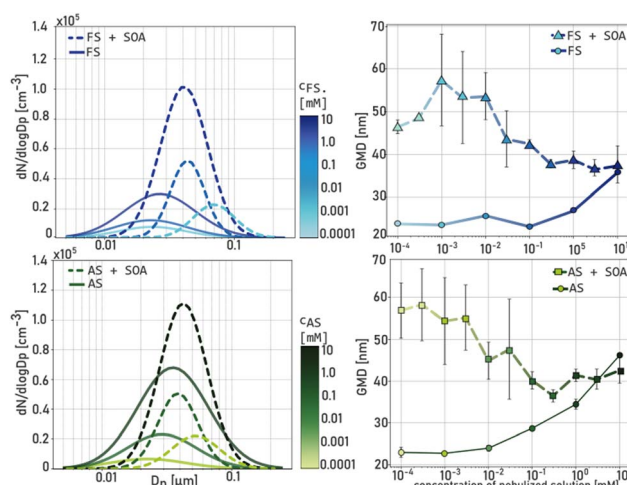 x10⁵
1.4
1.2
1.0
0.8
0.6
0.4
0.2
0
dN/dlogDp [cm⁻³]
FS + SOA
FS
0.01
0.1
cFS.
[mM]
10
1.0
0.1
0.01
0.001
0.0001
GMD [nm]
70
60
50
40
30
20
FS + SOA
FS
10⁻⁴
10⁻³
10⁻²
10⁻¹
10⁰
10¹
x10⁵
1.4
1.2
1.0
0.8
0.6
0.4
0.2
0
dN/dlogDp [cm⁻³]
AS + SOA
AS
0.01
0.1
Dp [µm]
cAS
[mM]
10
1.0
0.1
0.01
0.001
0.0001
GMD [nm]
60
50
40
30
20
AS + SOA
AS
10⁻⁴
10⁻³
10⁻²
10⁻¹
10⁰
10¹
concentration of nebulized solution [mM]